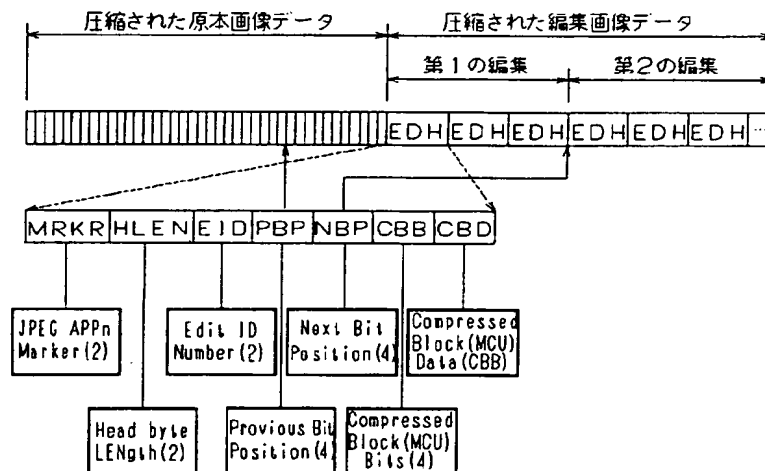 圧縮された原本画像データ
圧縮された編集画像データ
第1の編集
第2の編集
EDH EDH EDH EDH EDH EDH ...
MRKR HLEN EID PBP NBP CBB CBD
JPEG APPn
Marker(2)
Edit ID
Number(2)
Next Bit
Position(4)
Compressed
Block(MCU)
Data(CBB)
Head byte
LENgth(2)
Provious Bit
Position(4)
Compressed
Block(MCU)
Bits(4)